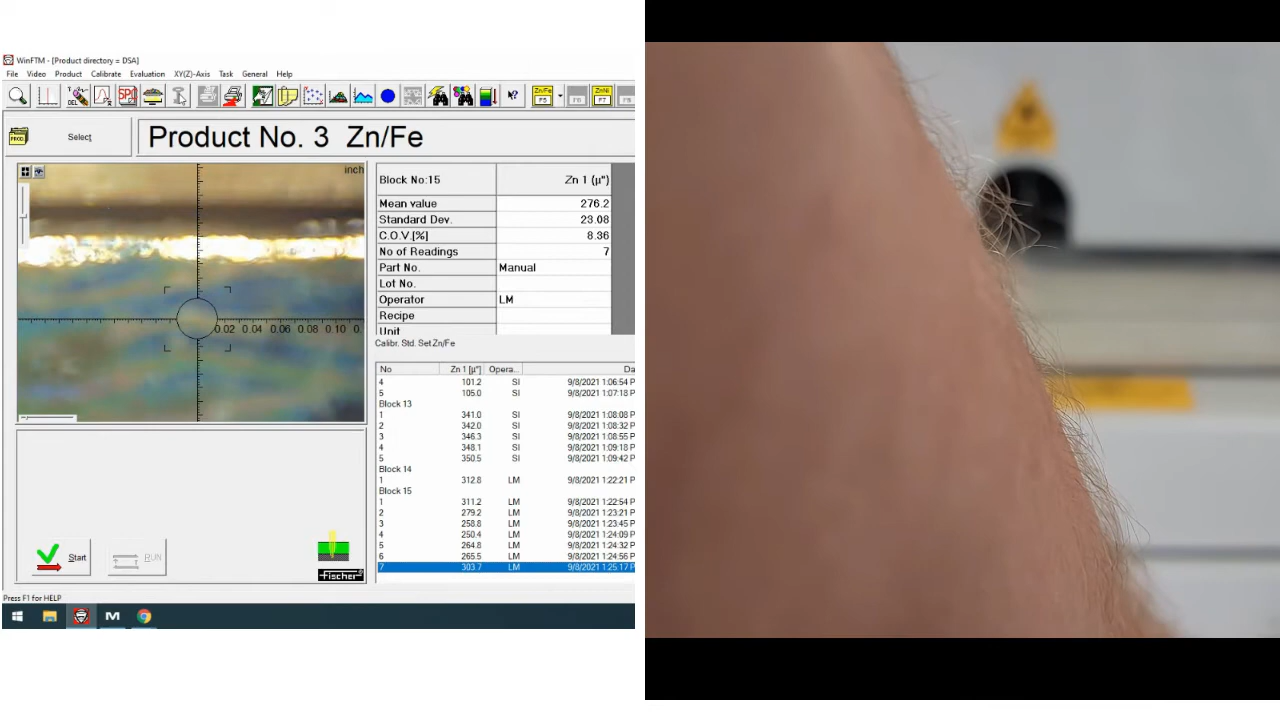 WinFTM - [Product directory = DSA]
File Video Product Calibrate Evaluation XY(Z)-Axis Task General Help
DEL SPC Zn/Fe F5 F6 ZnNi F7
PROD. Select Product No. 3 Zn/Fe
inch
0.02 0.04 0.06 0.08 0.10 0.
Block No:15 Zn 1 (µ")
Mean value 276.2
Standard Dev. 23.08
C.O.V.[%] 8.36
No of Readings 7
Part No. Manual
Lot No.
Operator LM
Recipe
Unit
Calibr. Std. Set Zn/Fe
No Zn 1 [µ"] Opera... Da
4 101.2 SI 9/8/2021 1:06:54 P
5 105.0 SI 9/8/2021 1:07:18 P
Block 13
1 341.0 SI 9/8/2021 1:08:08 P
2 342.0 SI 9/8/2021 1:08:32 P
3 346.3 SI 9/8/2021 1:08:55 P
4 348.1 SI 9/8/2021 1:09:18 P
5 350.5 SI 9/8/2021 1:09:42 P
Block 14
1 312.8 LM 9/8/2021 1:22:21 P
Block 15
1 311.2 LM 9/8/2021 1:22:54 P
2 279.2 LM 9/8/2021 1:23:21 P
3 258.8 LM 9/8/2021 1:23:45 P
4 250.4 LM 9/8/2021 1:24:09 P
5 264.8 LM 9/8/2021 1:24:32 P
6 265.5 LM 9/8/2021 1:24:56 P
7 303.7 LM 9/8/2021 1:25:17 P
Start RUN
fischer
Press F1 for HELP